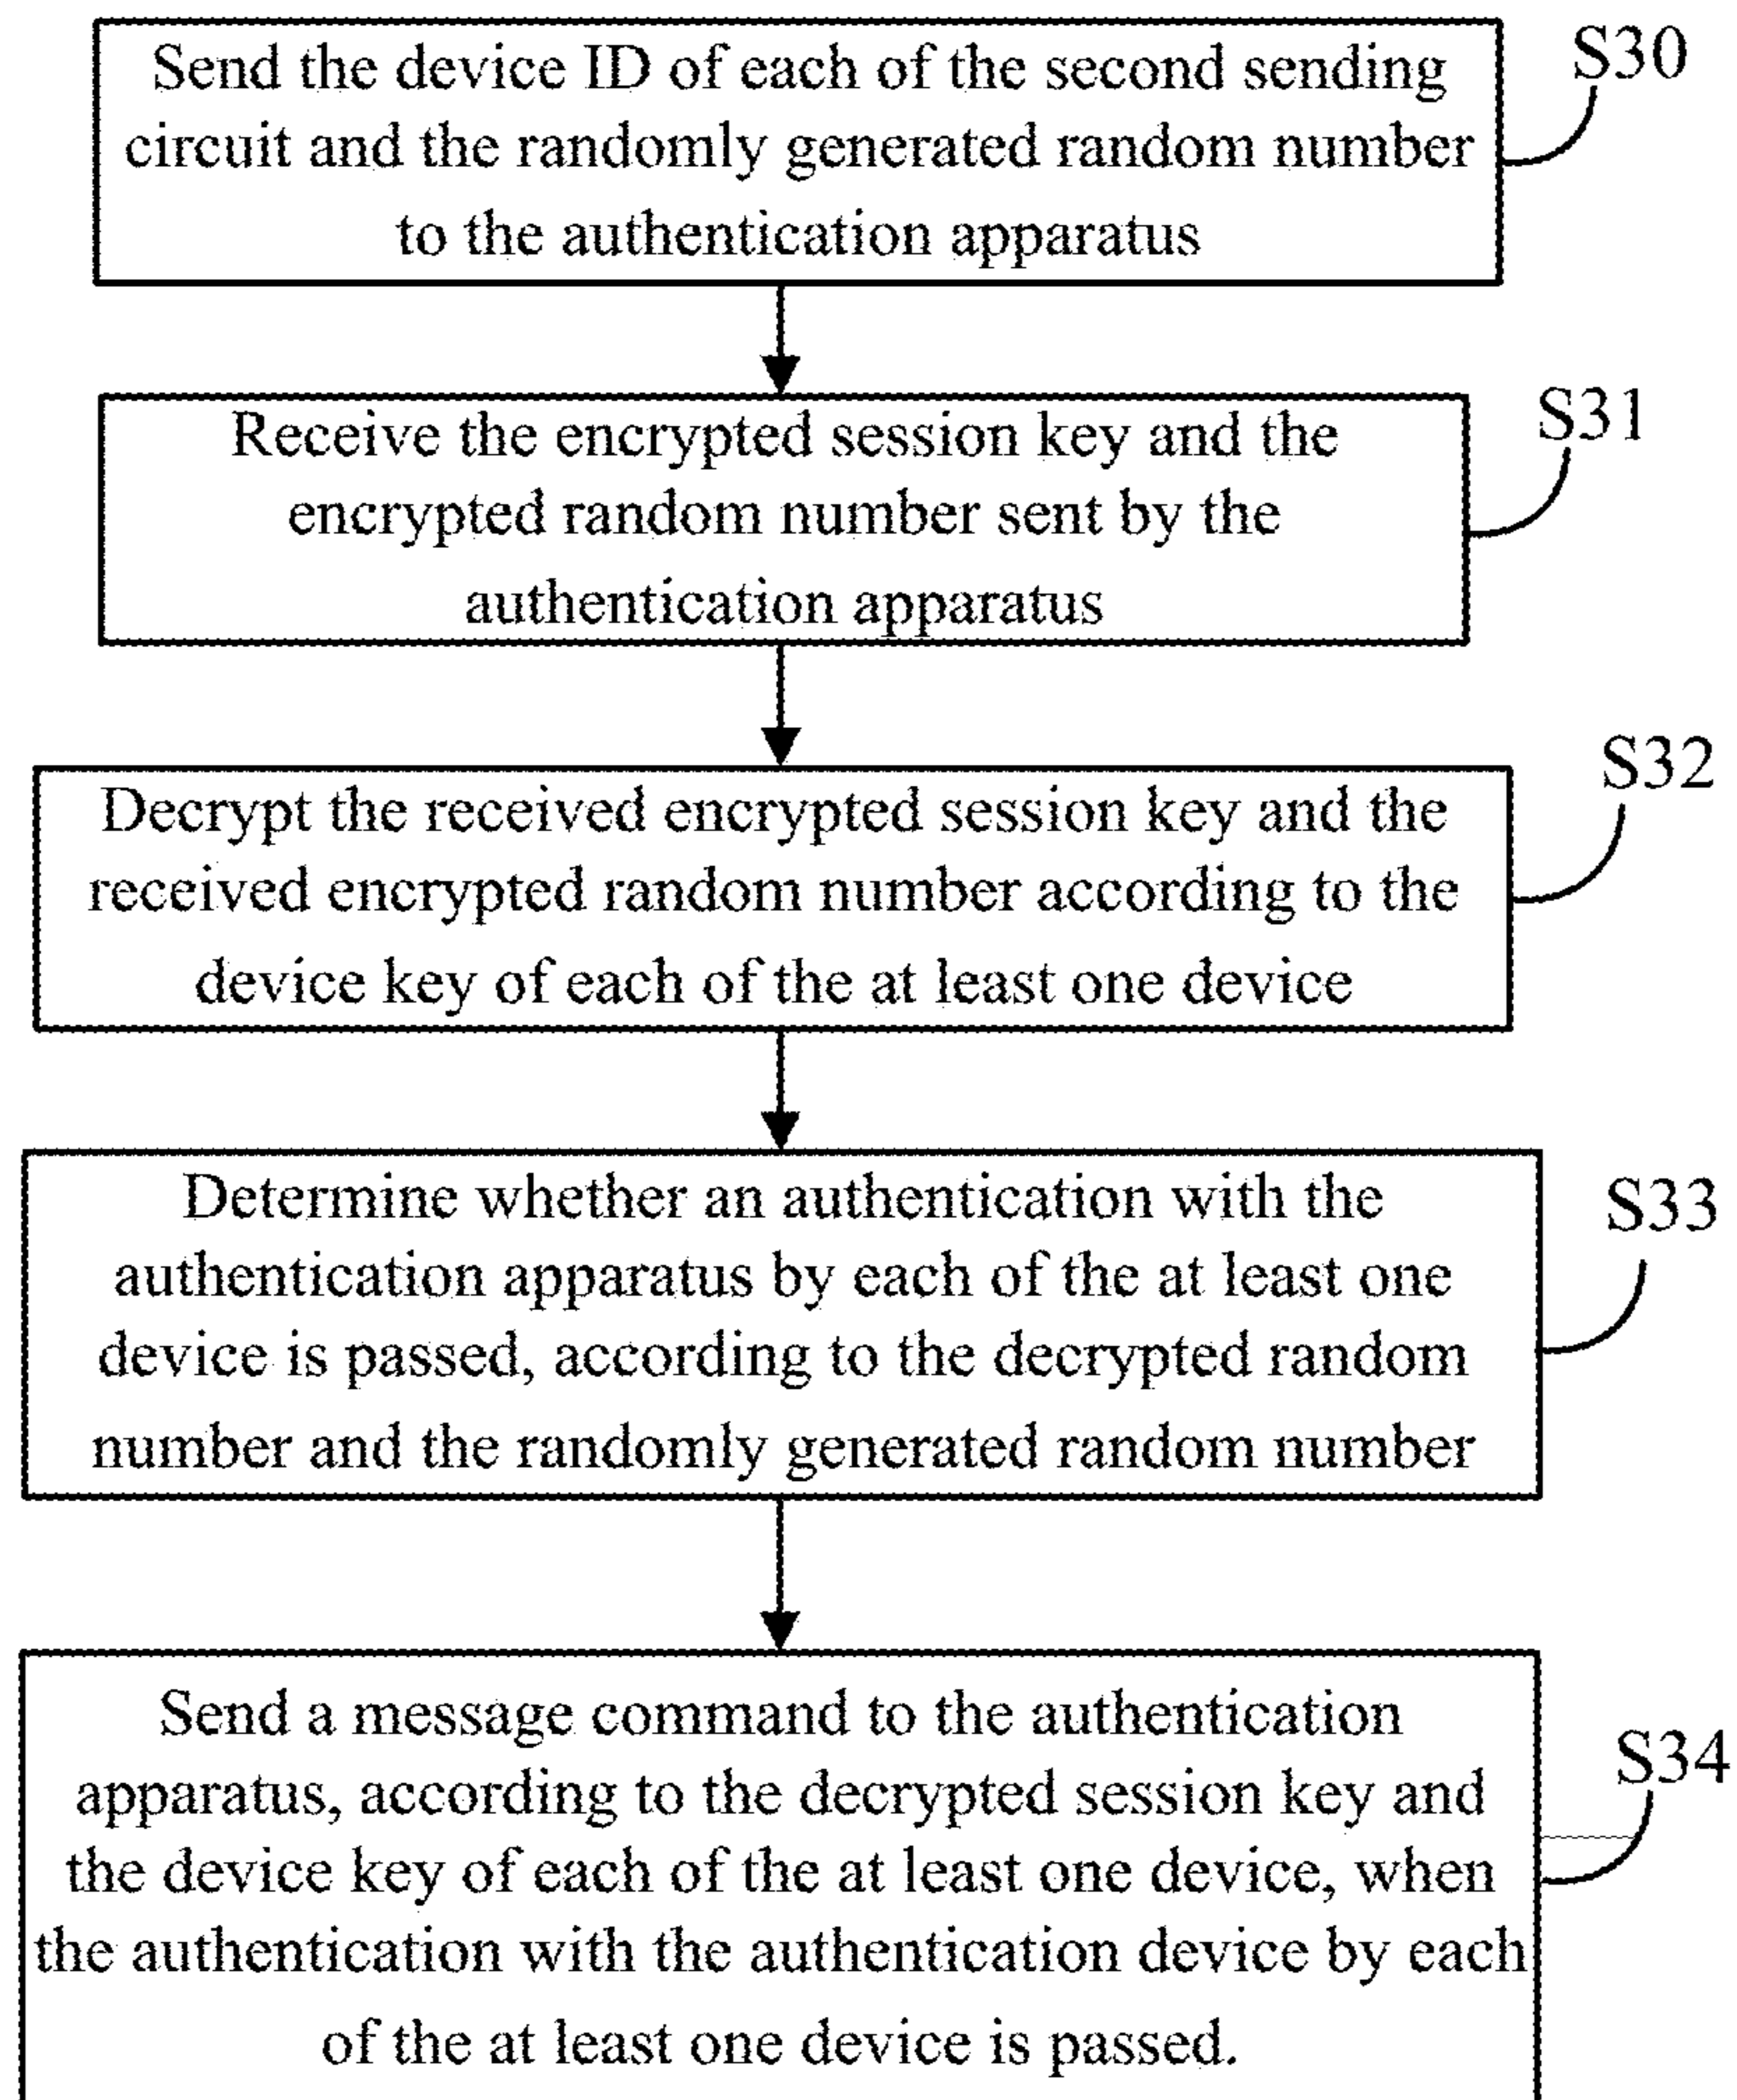 Send the device ID of each of the second sending
circuit and the randomly generated random number
to the authentication apparatus
S30
Receive the encrypted session key and the
encrypted random number sent by the
authentication apparatus
S31
Decrypt the received encrypted session key and the
received encrypted random number according to the
device key of each of the at least one device
S32
Determine whether an authentication with the
authentication apparatus by each of the at least one
device is passed, according to the decrypted random
number and the randomly generated random number
S33
Send a message command to the authentication
apparatus, according to the decrypted session key and
the device key of each of the at least one device, when
the authentication with the authentication device by each
of the at least one device is passed.
S34